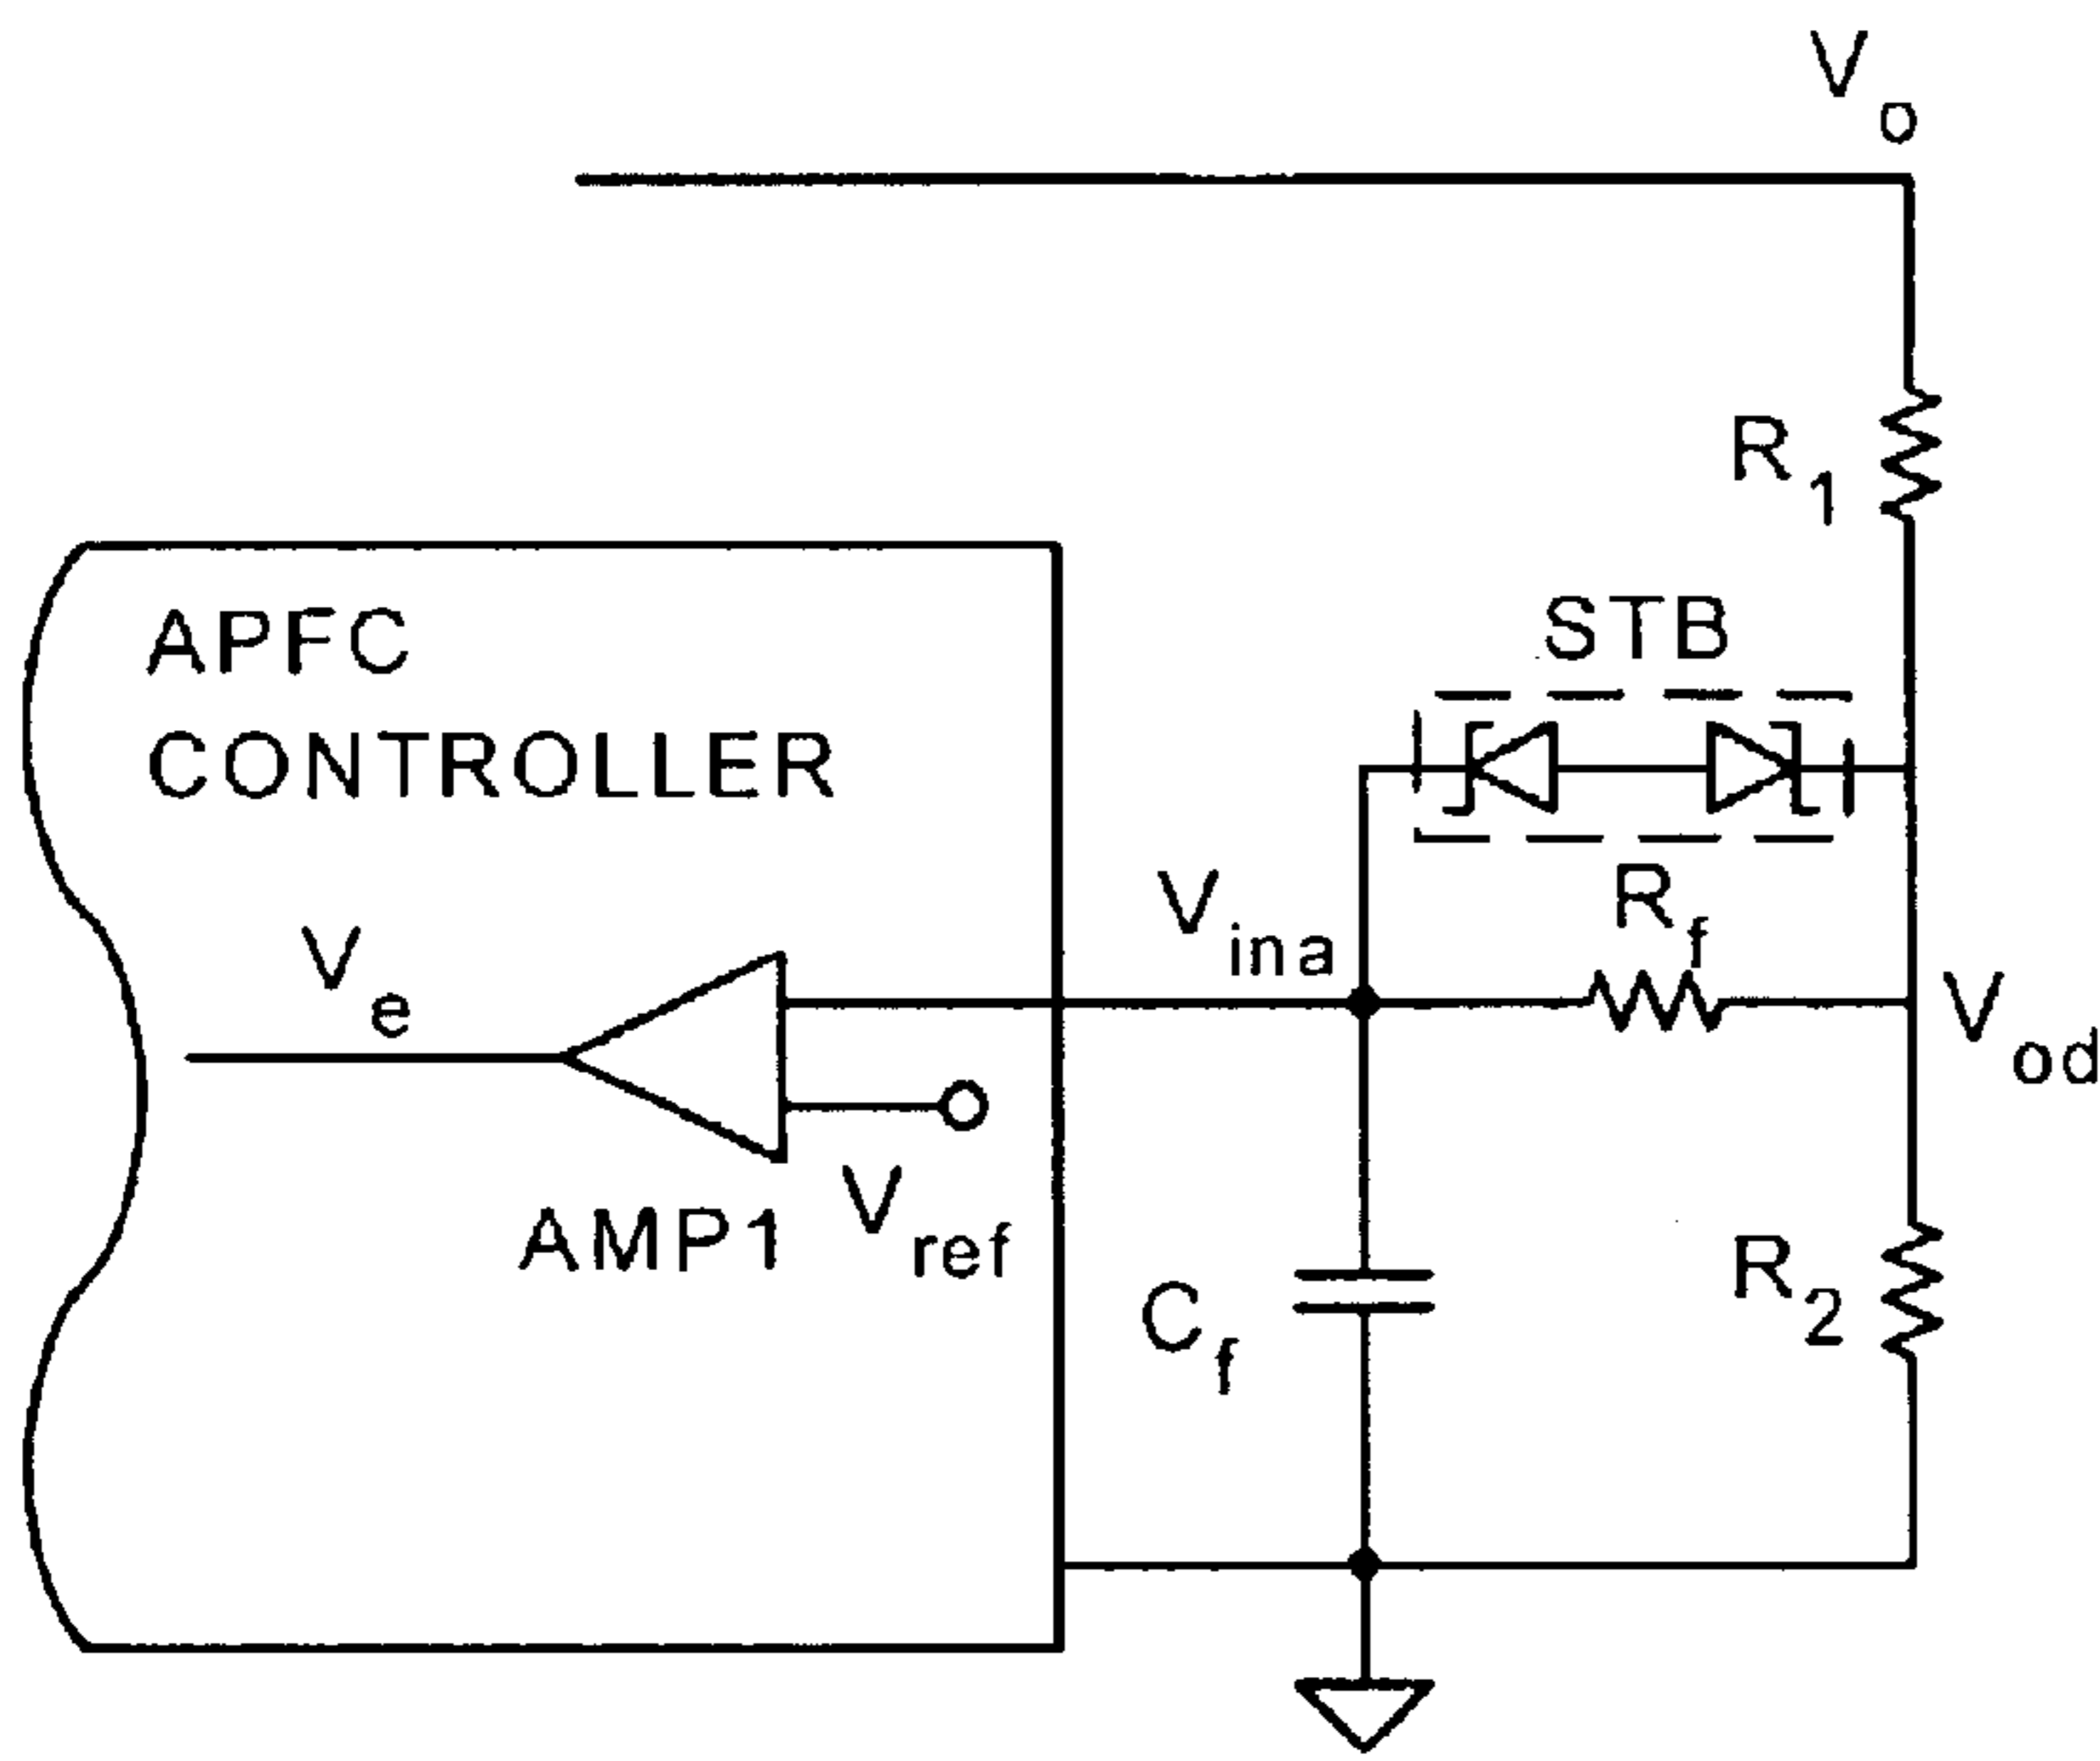 Vo
R1
APFC
CONTROLLER
STB
Rf
Vina
Ve
Vod
Vref
AMP1
R2
Cf